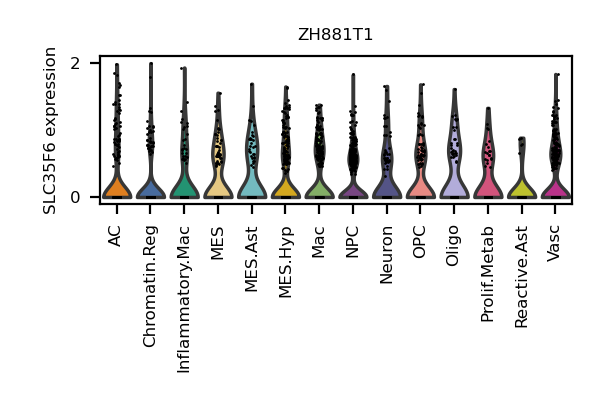 ZH881T1
SLC35F6 expression
2
0
AC
Chromatin.Reg
Inflammatory.Mac
MES
MES.Ast
MES.Hyp
Mac
NPC
Neuron
OPC
Oligo
Prolif.Metab
Reactive.Ast
Vasc